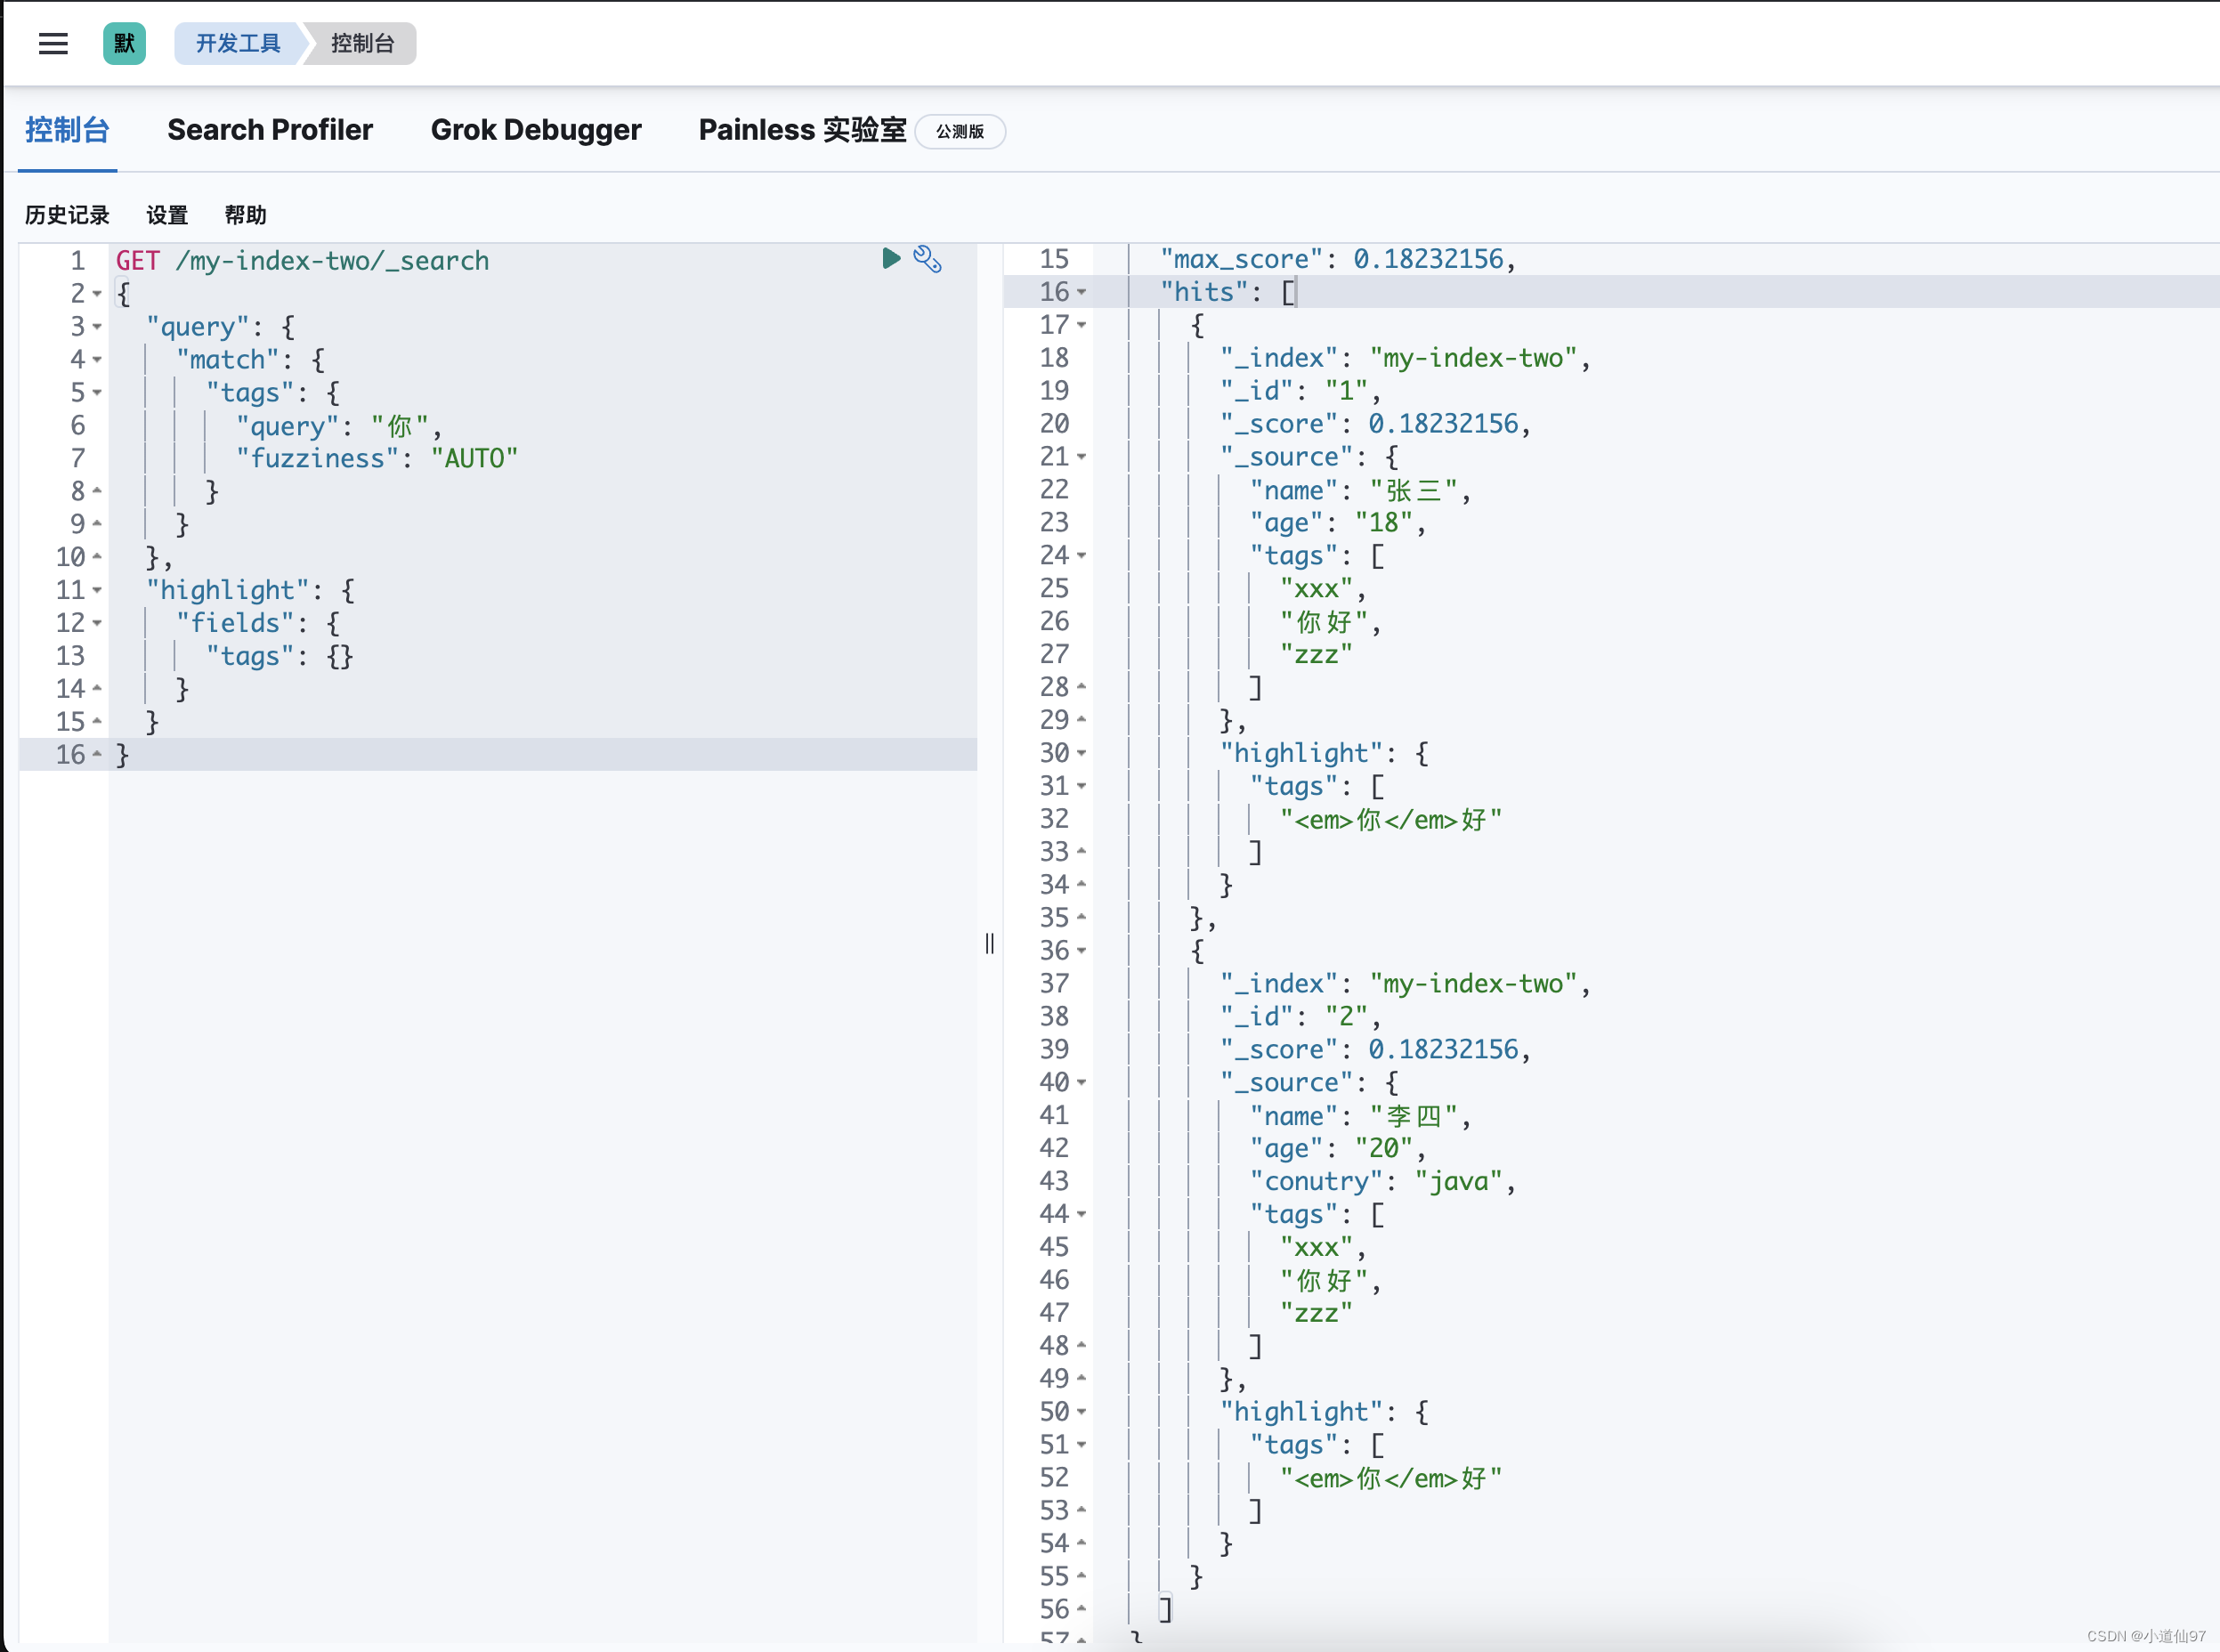 默 开发工具 控制台
控制台 Search Profiler Grok Debugger Painless 实验室 公测版
历史记录 设置 帮助
1 GET /my-index-two/_search
2 {
3 "query": {
4 "match": {
5 "tags": {
6 "query": "你",
7 "fuzziness": "AUTO"
8 }
9 }
10 },
11 "highlight": {
12 "fields": {
13 "tags": {}
14 }
15 }
16 }
15 "max_score": 0.18232156,
16 "hits": [
17 {
18 "_index": "my-index-two",
19 "_id": "1",
20 "_score": 0.18232156,
21 "_source": {
22 "name": "张三",
23 "age": "18",
24 "tags": [
25 "xxx",
26 "你好",
27 "zzz"
28 ]
29 },
30 "highlight": {
31 "tags": [
32 "<em>你</em>好"
33 ]
34 }
35 },
36 {
37 "_index": "my-index-two",
38 "_id": "2",
39 "_score": 0.18232156,
40 "_source": {
41 "name": "李四",
42 "age": "20",
43 "conutry": "java",
44 "tags": [
45 "xxx",
46 "你好",
47 "zzz"
48 ]
49 },
50 "highlight": {
51 "tags": [
52 "<em>你</em>好"
53 ]
54 }
55 }
56 ]
57 }
CSDN @小道仙97